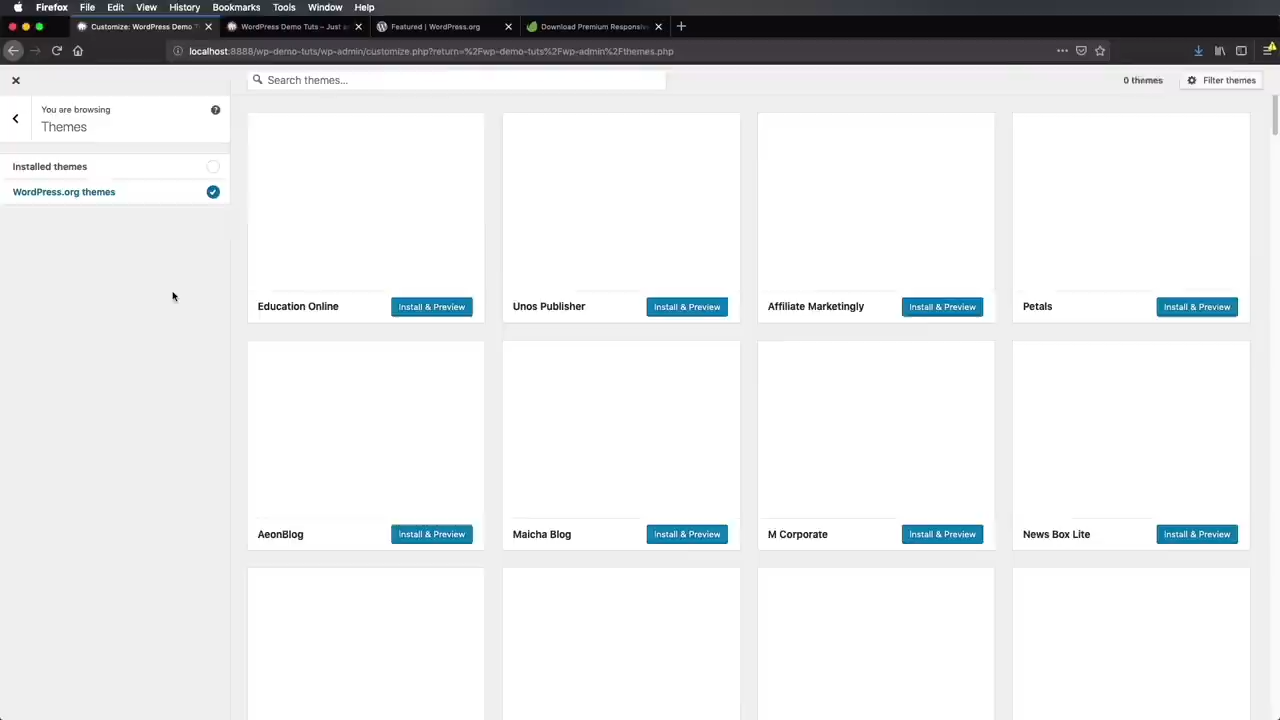 Firefox File Edit View History Bookmarks Tools Window Help
Customize: WordPress Demo T
WordPress Demo Tuts – Just an
Featured | WordPress.org
Download Premium Responsive
localhost:8888/wp-demo-tuts/wp-admin/customize.php?return=%2Fwp-demo-tuts%2Fwp-admin%2Fthemes.php
Search themes...
0 themes
Filter themes
You are browsing
Themes
Installed themes
WordPress.org themes
Education Online Install & Preview
Unos Publisher Install & Preview
Affiliate Marketingly Install & Preview
Petals Install & Preview
AeonBlog Install & Preview
Maicha Blog Install & Preview
M Corporate Install & Preview
News Box Lite Install & Preview